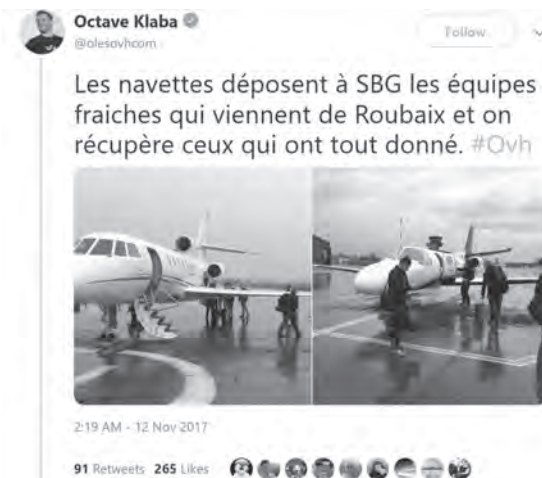 Octave Klaba
@olesovhcom
Follow
Les navettes déposent à SBG les équipes
fraiches qui viennent de Roubaix et on
récupère ceux qui ont tout donné. #Ovh
2:19 AM - 12 Nov 2017
91 Retweets 265 Likes